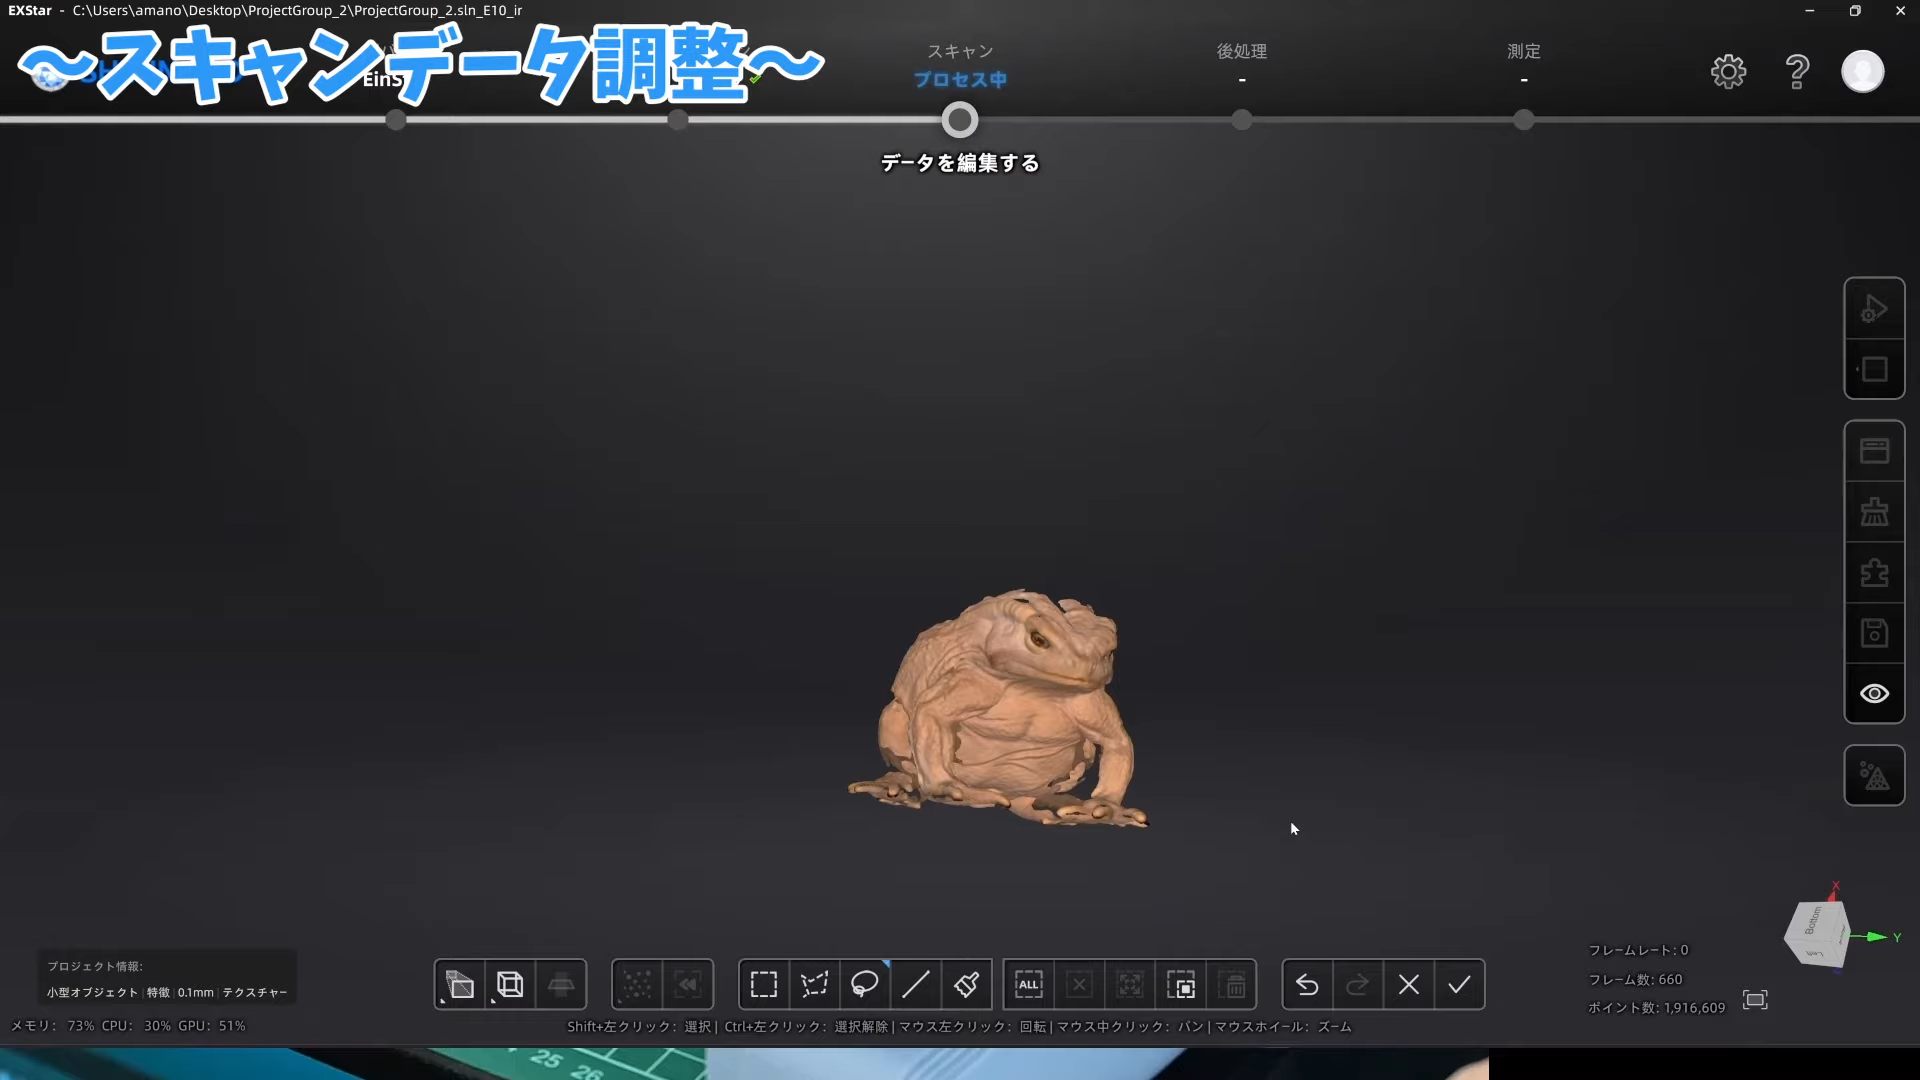 EXStar - C:\Users\amano\Desktop\ProjectGroup_2\ProjectGroup_2.sln_E10_ir
～スキャンデータ調整～
スキャン
プロセス中
後処理
-
測定
-
データを編集する
プロジェクト情報:
小型オブジェクト | 特徴 | 0.1mm | テクスチャー
メモリ: 73% CPU: 30% GPU: 51%
ALL
Shift+左クリック: 選択 | Ctrl+左クリック: 選択解除 | マウス左クリック: 回転 | マウス中クリック: パン | マウスホイール: ズーム
フレームレート: 0
フレーム数: 660
ポイント数: 1,916,609
X
Y
Bottom
25
26